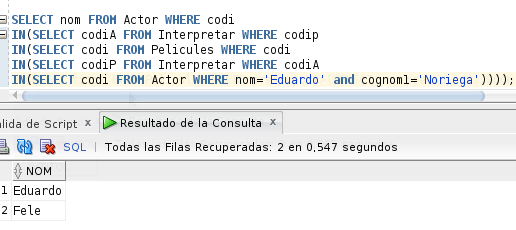 SELECT nom FROM Actor WHERE codi
IN(SELECT codiA FROM Interpretar WHERE codip
IN(SELECT codi FROM Pelicules WHERE codi
IN(SELECT codiP FROM Interpretar WHERE codiA
IN(SELECT codi FROM Actor WHERE nom='Eduardo' and cognom1='Noriega'))));
alida de Script x Resultado de la Consulta x
SQL | Todas las Filas Recuperadas: 2 en 0,547 segundos
NOM
1 Eduardo
2 Fele